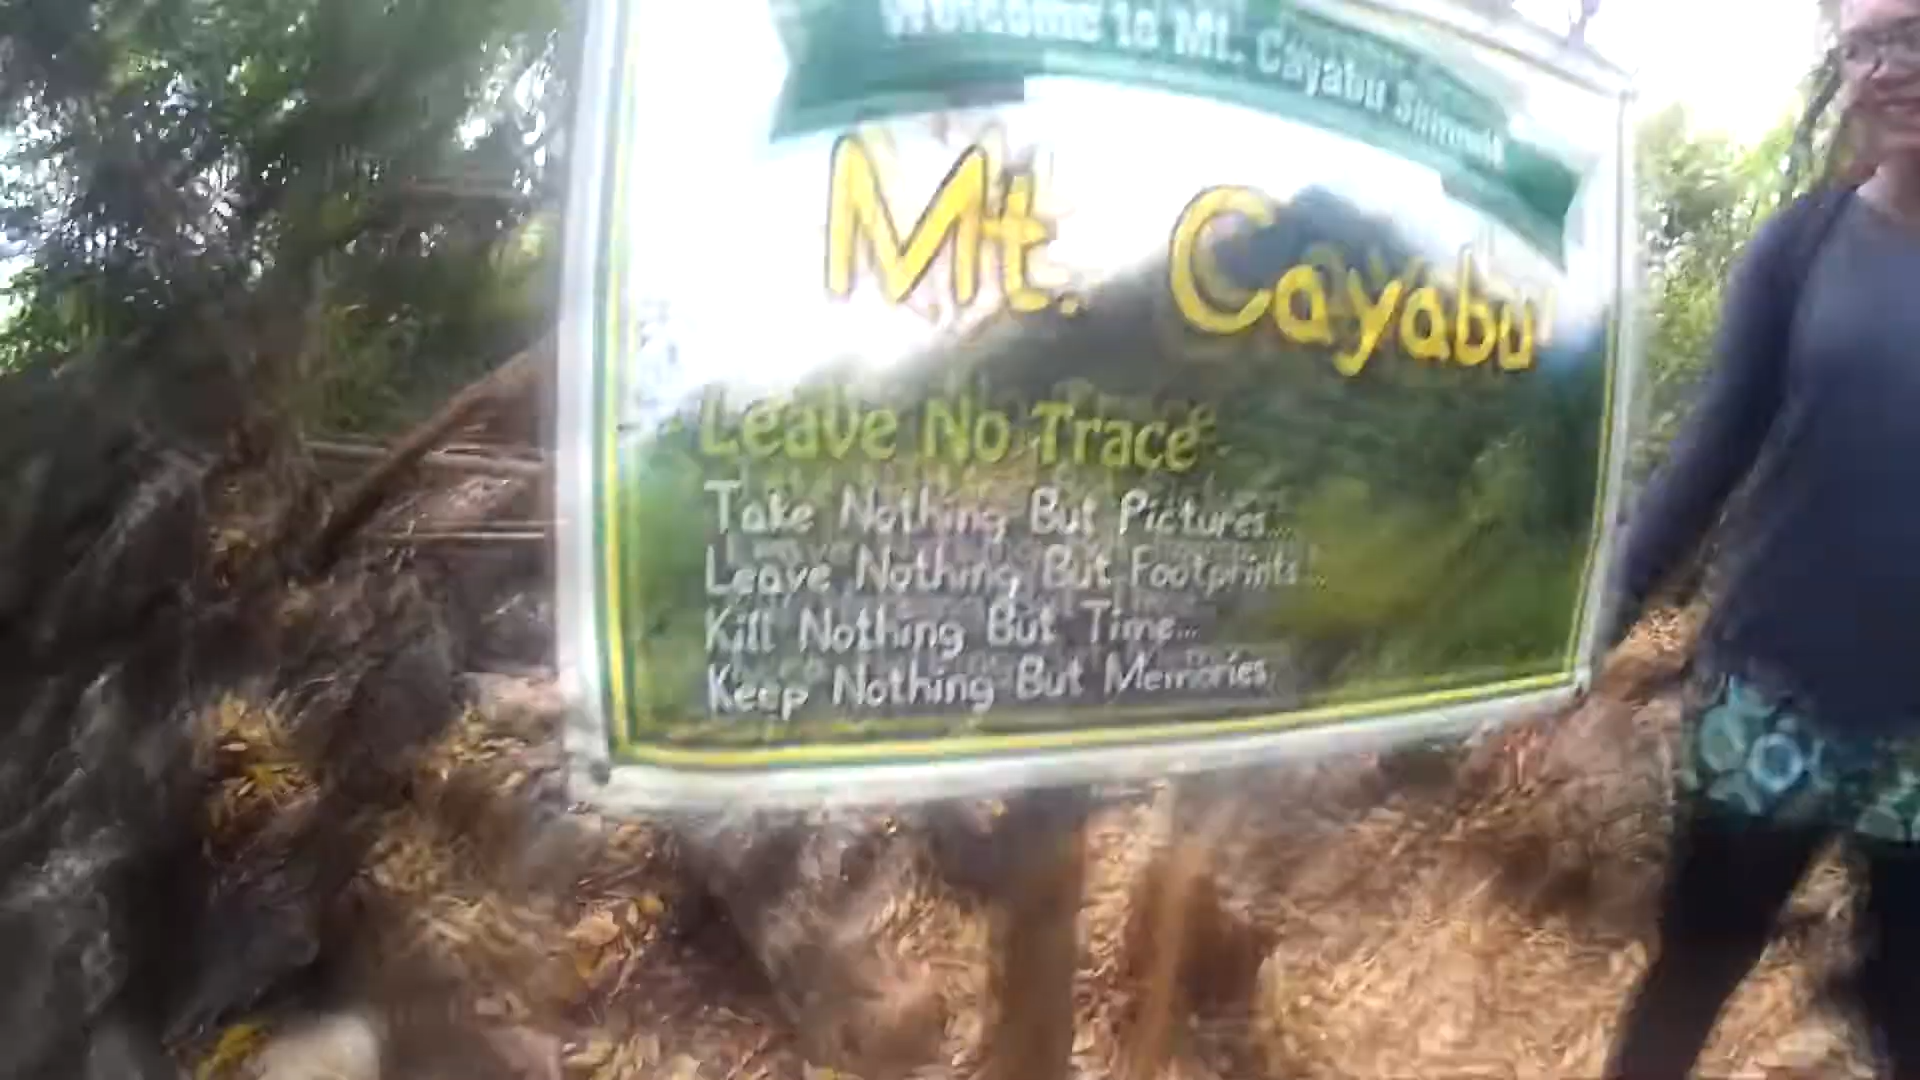 Welcome to Mt. Cayabu Summit
Mt. Cayabu
Leave No Trace
Take Nothing But Pictures...
Leave Nothing But Footprints...
Kill Nothing But Time...
Keep Nothing But Memories